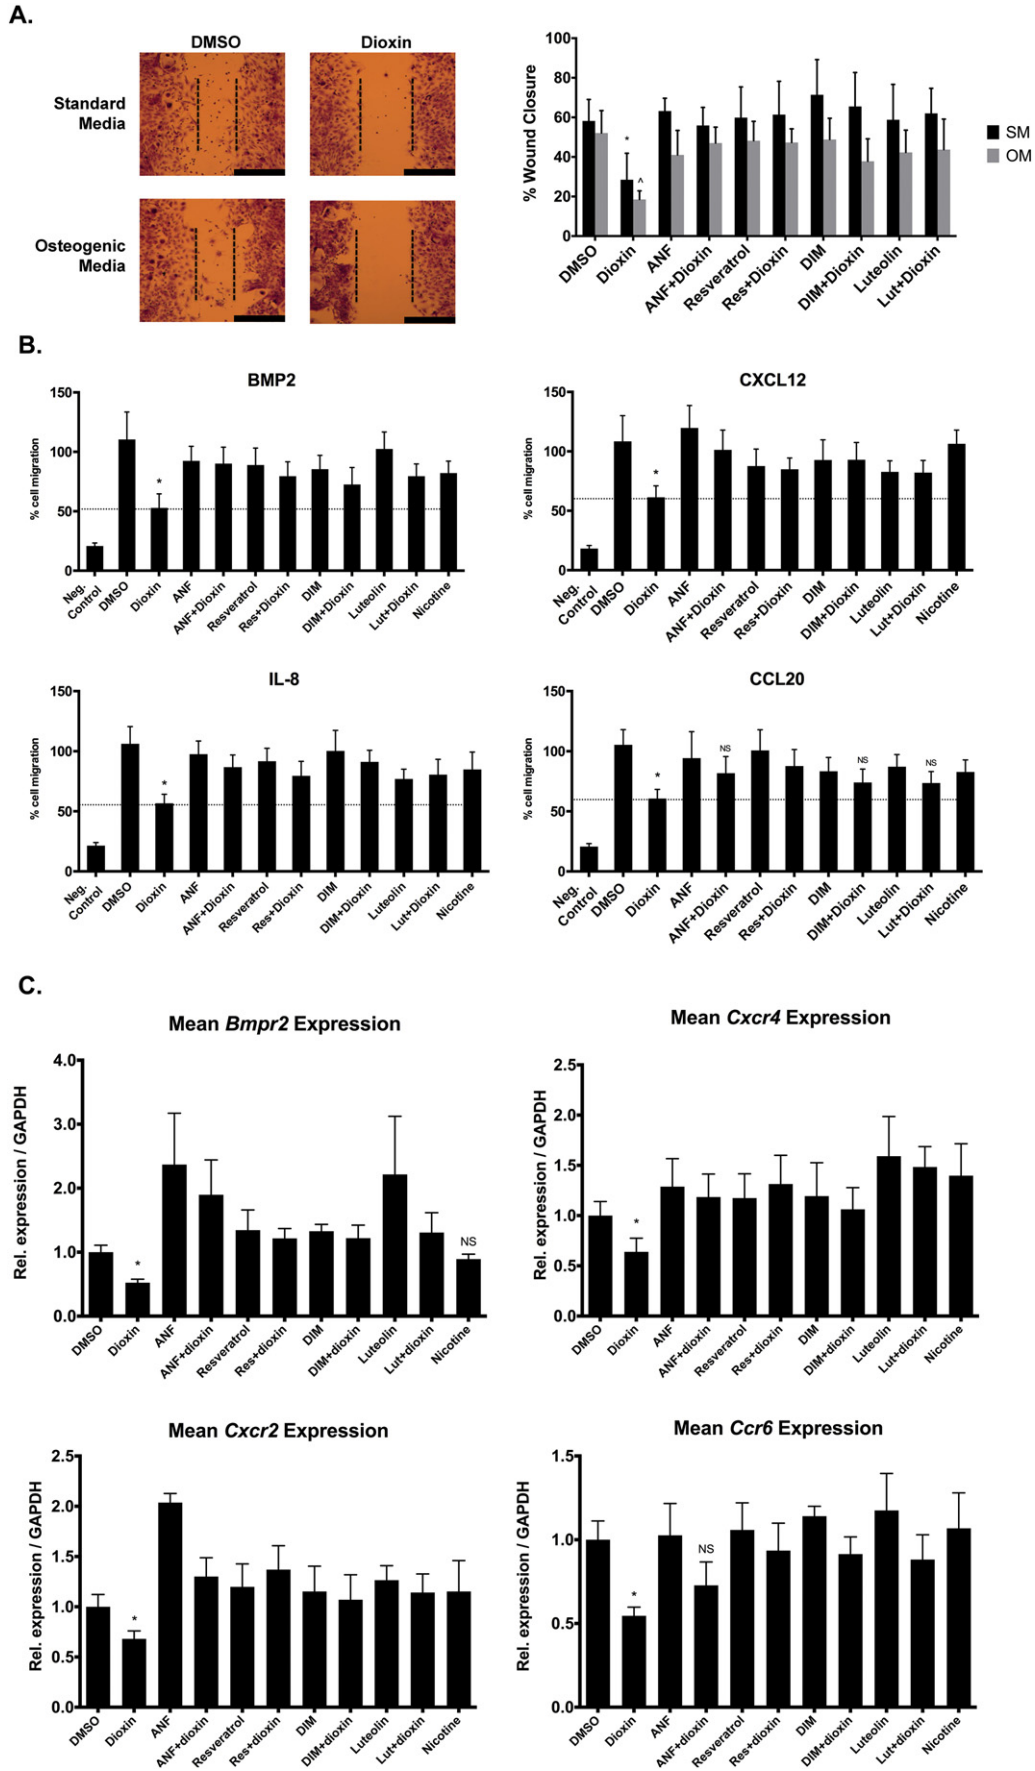 A.
DMSO
Dioxin
Standard
Media
Osteogenic
Media
% Wound Closure
100
80
60
40
20
0
*
^
SM
OM
DMSO
Dioxin
ANF
ANF+Dioxin
Resveratrol
Res+Dioxin
DIM
DIM+Dioxin
Luteolin
Lut+Dioxin
B.
BMP2
% cell migration
150
100
50
0
*
Neg.
Control
DMSO
Dioxin
ANF
ANF+Dioxin
Resveratrol
Res+Dioxin
DIM
DIM+Dioxin
Luteolin
Lut+Dioxin
Nicotine
CXCL12
% cell migration
150
100
50
0
*
Neg.
Control
DMSO
Dioxin
ANF
ANF+Dioxin
Resveratrol
Res+Dioxin
DIM
DIM+Dioxin
Luteolin
Lut+Dioxin
Nicotine
IL-8
% cell migration
150
100
50
0
*
Neg.
Control
DMSO
Dioxin
ANF
ANF+Dioxin
Resveratrol
Res+Dioxin
DIM
DIM+Dioxin
Luteolin
Lut+Dioxin
Nicotine
CCL20
% cell migration
150
100
50
0
*
NS
NS
NS
Neg.
Control
DMSO
Dioxin
ANF
ANF+Dioxin
Resveratrol
Res+Dioxin
DIM
DIM+Dioxin
Luteolin
Lut+Dioxin
Nicotine
C.
Mean Bmpr2 Expression
Rel. expression / GAPDH
4.0
3.0
2.0
1.0
0.0
*
NS
DMSO
Dioxin
ANF
ANF+dioxin
Resveratrol
Res+dioxin
DIM
DIM+dioxin
Luteolin
Lut+dioxin
Nicotine
Mean Cxcr4 Expression
Rel. expression / GAPDH
2.5
2.0
1.5
1.0
0.5
0.0
*
DMSO
Dioxin
ANF
ANF+dioxin
Resveratrol
Res+dioxin
DIM
DIM+dioxin
Luteolin
Lut+dioxin
Nicotine
Mean Cxcr2 Expression
Rel. expression / GAPDH
2.5
2.0
1.5
1.0
0.5
0.0
*
DMSO
Dioxin
ANF
ANF+dioxin
Resveratrol
Res+dioxin
DIM
DIM+dioxin
Luteolin
Lut+dioxin
Nicotine
Mean Ccr6 Expression
Rel. expression / GAPDH
1.5
1.0
0.5
0.0
*
NS
DMSO
Dioxin
ANF
ANF+dioxin
Resveratrol
Res+dioxin
DIM
DIM+dioxin
Luteolin
Lut+dioxin
Nicotine